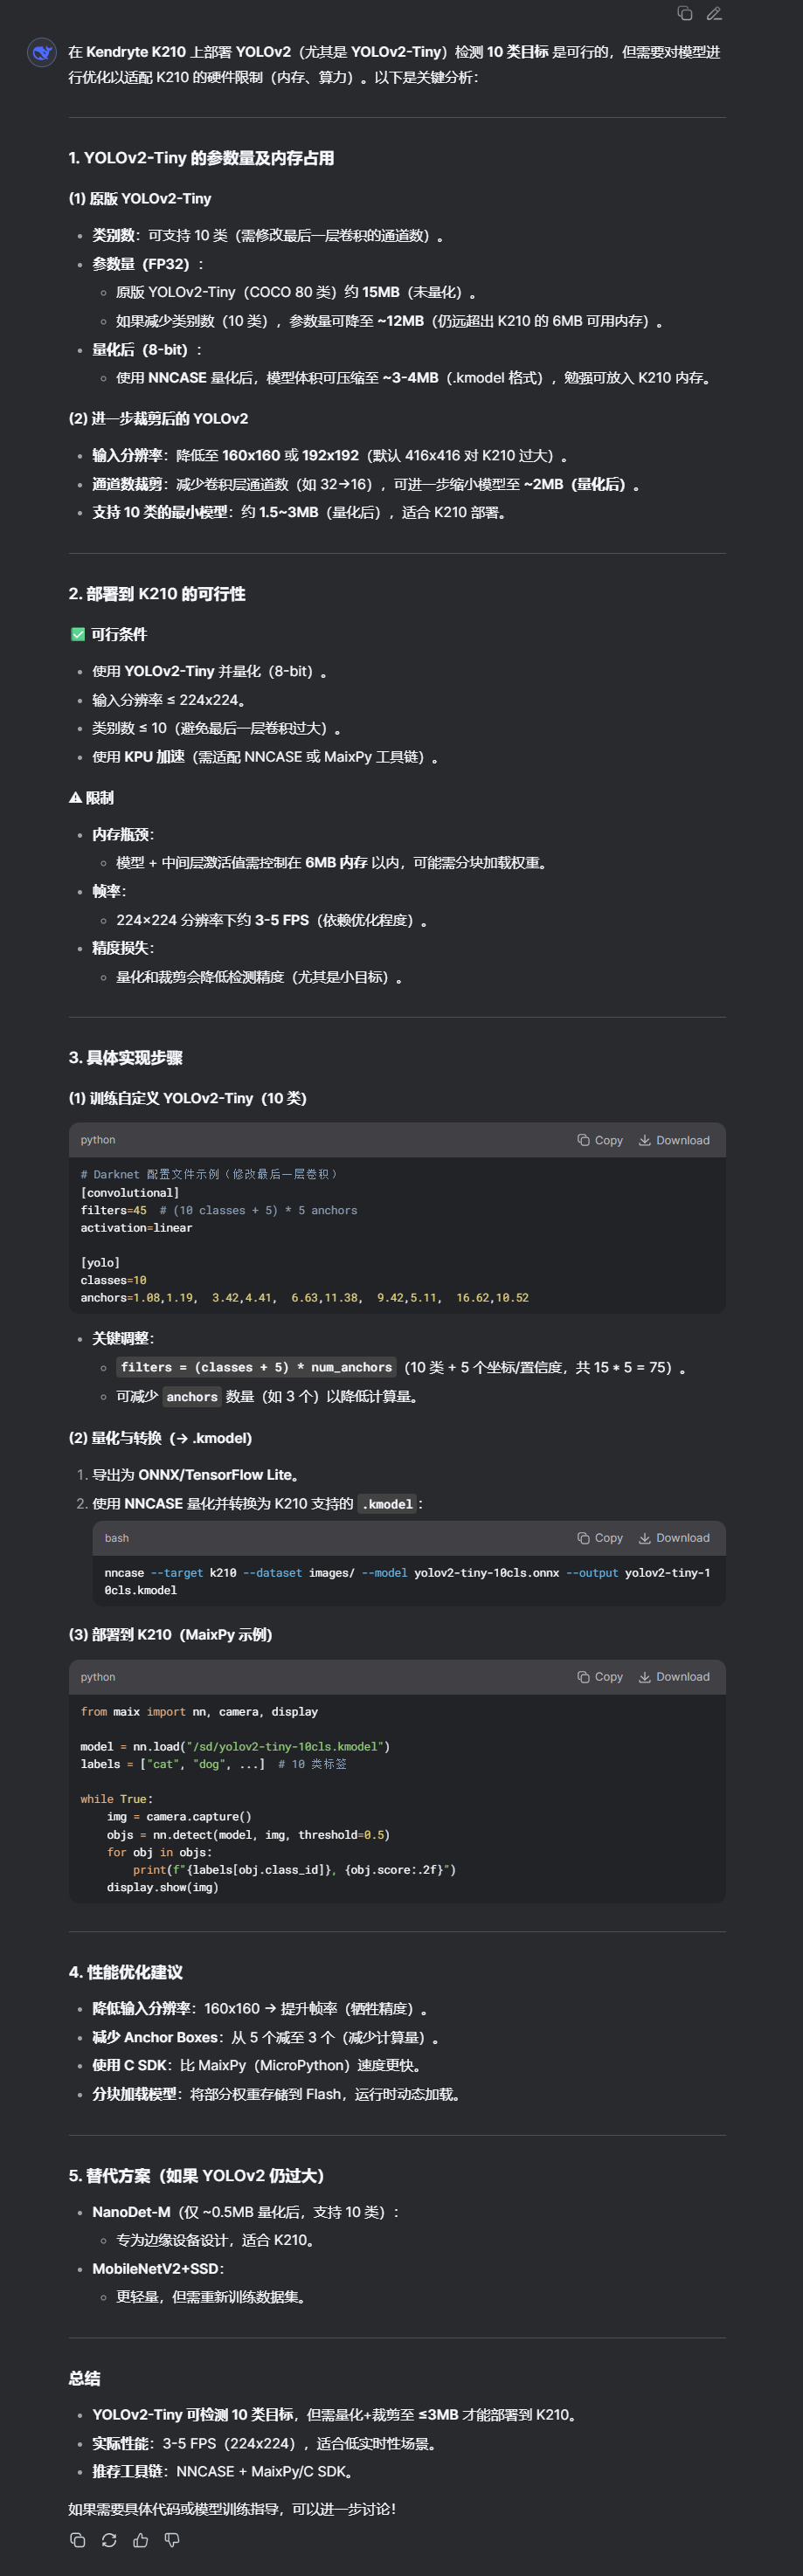 在 Kendryte K210 上部署 YOLOv2（尤其是 YOLOv2-Tiny）检测 10 类目标 是可行的，但需要对模型进
行优化以适配 K210 的硬件限制（内存、算力）。以下是关键分析：
1. YOLOv2-Tiny 的参数量及内存占用
(1) 原版 YOLOv2-Tiny
类别数：可支持 10 类（需修改最后一层卷积的通道数）。
参数量（FP32）：
原版 YOLOv2-Tiny（COCO 80 类）约 15MB（未量化）。
如果减少类别数（10 类），参数量可降至 ~12MB（仍远超出 K210 的 6MB 可用内存）。
量化后（8-bit）：
使用 NNCASE 量化后，模型体积可压缩至 ~3-4MB（.kmodel 格式），勉强可放入 K210 内存。
(2) 进一步裁剪后的 YOLOv2
输入分辨率：降低至 160x160 或 192x192（默认 416x416 对 K210 过大）。
通道数裁剪：减少卷积层通道数（如 32→16），可进一步缩小模型至 ~2MB（量化后）。
支持 10 类的最小模型：约 1.5~3MB（量化后），适合 K210 部署。
2. 部署到 K210 的可行性
✅ 可行条件
使用 YOLOv2-Tiny 并量化（8-bit）。
输入分辨率 ≤ 224x224。
类别数 ≤ 10（避免最后一层卷积过大）。
使用 KPU 加速（需适配 NNCASE 或 MaixPy 工具链）。
⚠ 限制
内存瓶颈：
模型 + 中间层激活值需控制在 6MB 内存 以内，可能需分块加载权重。
帧率：
224×224 分辨率下约 3-5 FPS（依赖优化程度）。
精度损失：
量化和裁剪会降低检测精度（尤其是小目标）。
3. 具体实现步骤
(1) 训练自定义 YOLOv2-Tiny（10 类）
python Copy Download
# Darknet 配置文件示例（修改最后一层卷积）
[convolutional]
filters=45  # (10 classes + 5) * 5 anchors
activation=linear
[yolo]
classes=10
anchors=1.08,1.19,  3.42,4.41,  6.63,11.38,  9.42,5.11,  16.62,10.52
关键调整：
filters = (classes + 5) * num_anchors（10 类 + 5 个坐标/置信度，共 15 * 5 = 75）。
可减少 anchors 数量（如 3 个）以降低计算量。
(2) 量化与转换（→ .kmodel）
1. 导出为 ONNX/TensorFlow Lite。
2. 使用 NNCASE 量化并转换为 K210 支持的 .kmodel：
bash Copy Download
nncase --target k210 --dataset images/ --model yolov2-tiny-10cls.onnx --output yolov2-tiny-1
0cls.kmodel
(3) 部署到 K210（MaixPy 示例）
python Copy Download
from maix import nn, camera, display
model = nn.load("/sd/yolov2-tiny-10cls.kmodel")
labels = ["cat", "dog", ...]  # 10 类标签
while True:
    img = camera.capture()
    objs = nn.detect(model, img, threshold=0.5)
    for obj in objs:
        print(f"{labels[obj.class_id]}, {obj.score:.2f}")
    display.show(img)
4. 性能优化建议
降低输入分辨率：160x160 → 提升帧率（牺牲精度）。
减少 Anchor Boxes：从 5 个减至 3 个（减少计算量）。
使用 C SDK：比 MaixPy（MicroPython）速度更快。
分块加载模型：将部分权重存储到 Flash，运行时动态加载。
5. 替代方案（如果 YOLOv2 仍过大）
NanoDet-M（仅 ~0.5MB 量化后，支持 10 类）：
专为边缘设备设计，适合 K210。
MobileNetV2+SSD：
更轻量，但需重新训练数据集。
总结
YOLOv2-Tiny 可检测 10 类目标，但需量化+裁剪至 ≤3MB 才能部署到 K210。
实际性能：3-5 FPS（224x224），适合低实时性场景。
推荐工具链：NNCASE + MaixPy/C SDK。
如果需要具体代码或模型训练指导，可以进一步讨论！